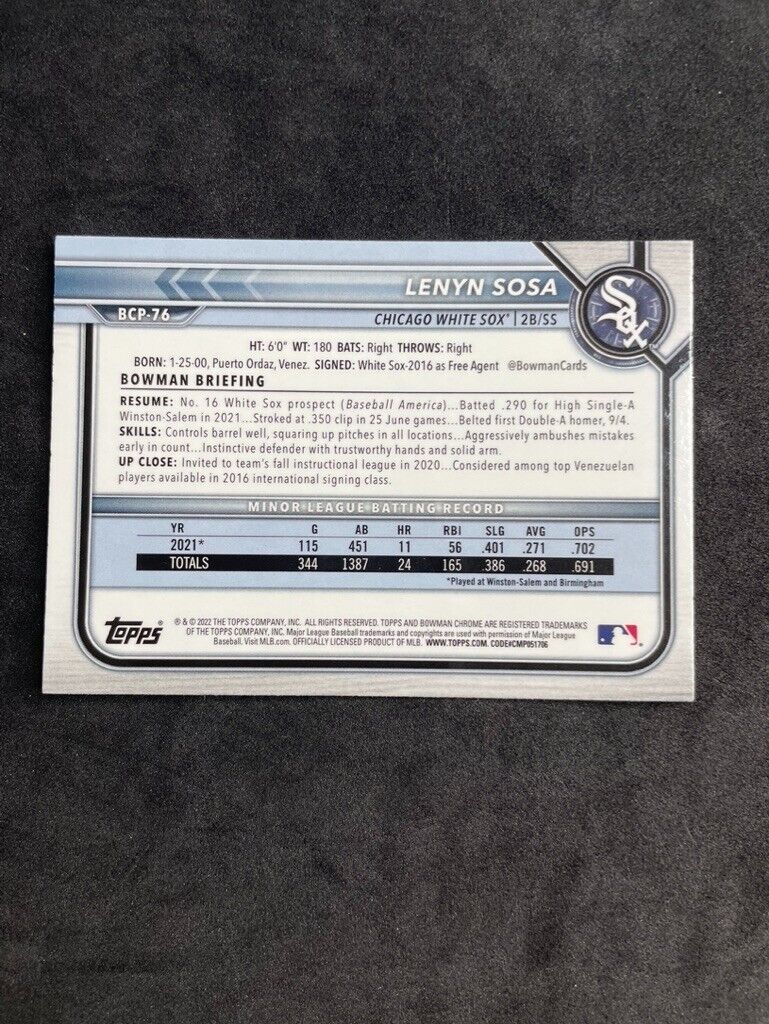 LENYN SOSA
BCP-76
CHICAGO WHITE SOX® | 2B/SS
Sox
HT: 6'0" WT: 180 BATS: Right THROWS: Right
BORN: 1-25-00, Puerto Ordaz, Venez. SIGNED: White Sox-2016 as Free Agent @BowmanCards
BOWMAN BRIEFING
RESUME: No. 16 White Sox prospect (Baseball America)...Batted .290 for High Single-A
Winston-Salem in 2021...Stroked at .350 clip in 25 June games...Belted first Double-A homer, 9/4.
SKILLS: Controls barrel well, squaring up pitches in all locations...Aggressively ambushes mistakes
early in count...Instinctive defender with trustworthy hands and solid arm.
UP CLOSE: Invited to team's fall instructional league in 2020...Considered among top Venezuelan
players available in 2016 international signing class.
MINOR LEAGUE BATTING RECORD
YR G AB HR RBI SLG AVG OPS
2021* 115 451 11 56 .401 .271 .702
TOTALS 344 1387 24 165 .386 .268 .691
*Played at Winston-Salem and Birmingham
topps®
® & © 2022 THE TOPPS COMPANY, INC. ALL RIGHTS RESERVED. TOPPS AND BOWMAN CHROME ARE REGISTERED TRADEMARKS
OF THE TOPPS COMPANY, INC. Major League Baseball trademarks and copyrights are used with permission of Major League
Baseball. Visit MLB.com. OFFICIALLY LICENSED PRODUCT OF MLB. WWW.TOPPS.COM. CODE#CMP051706